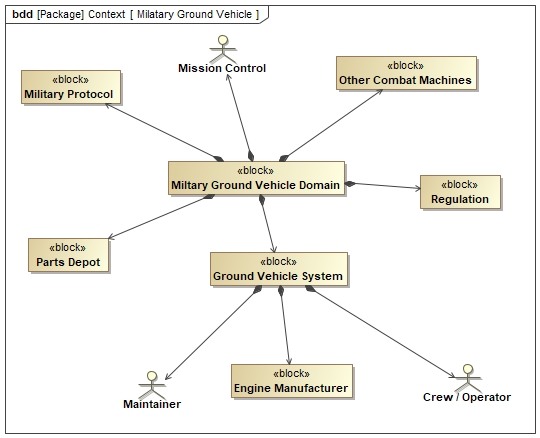 bdd [Package] Context [ Milatary Ground Vehicle ]
Mission Control
«block»
Military Protocol
«block»
Other Combat Machines
«block»
Miltary Ground Vehicle Domain
«block»
Regulation
«block»
Parts Depot
«block»
Ground Vehicle System
«block»
Engine Manufacturer
Maintainer
Crew / Operator